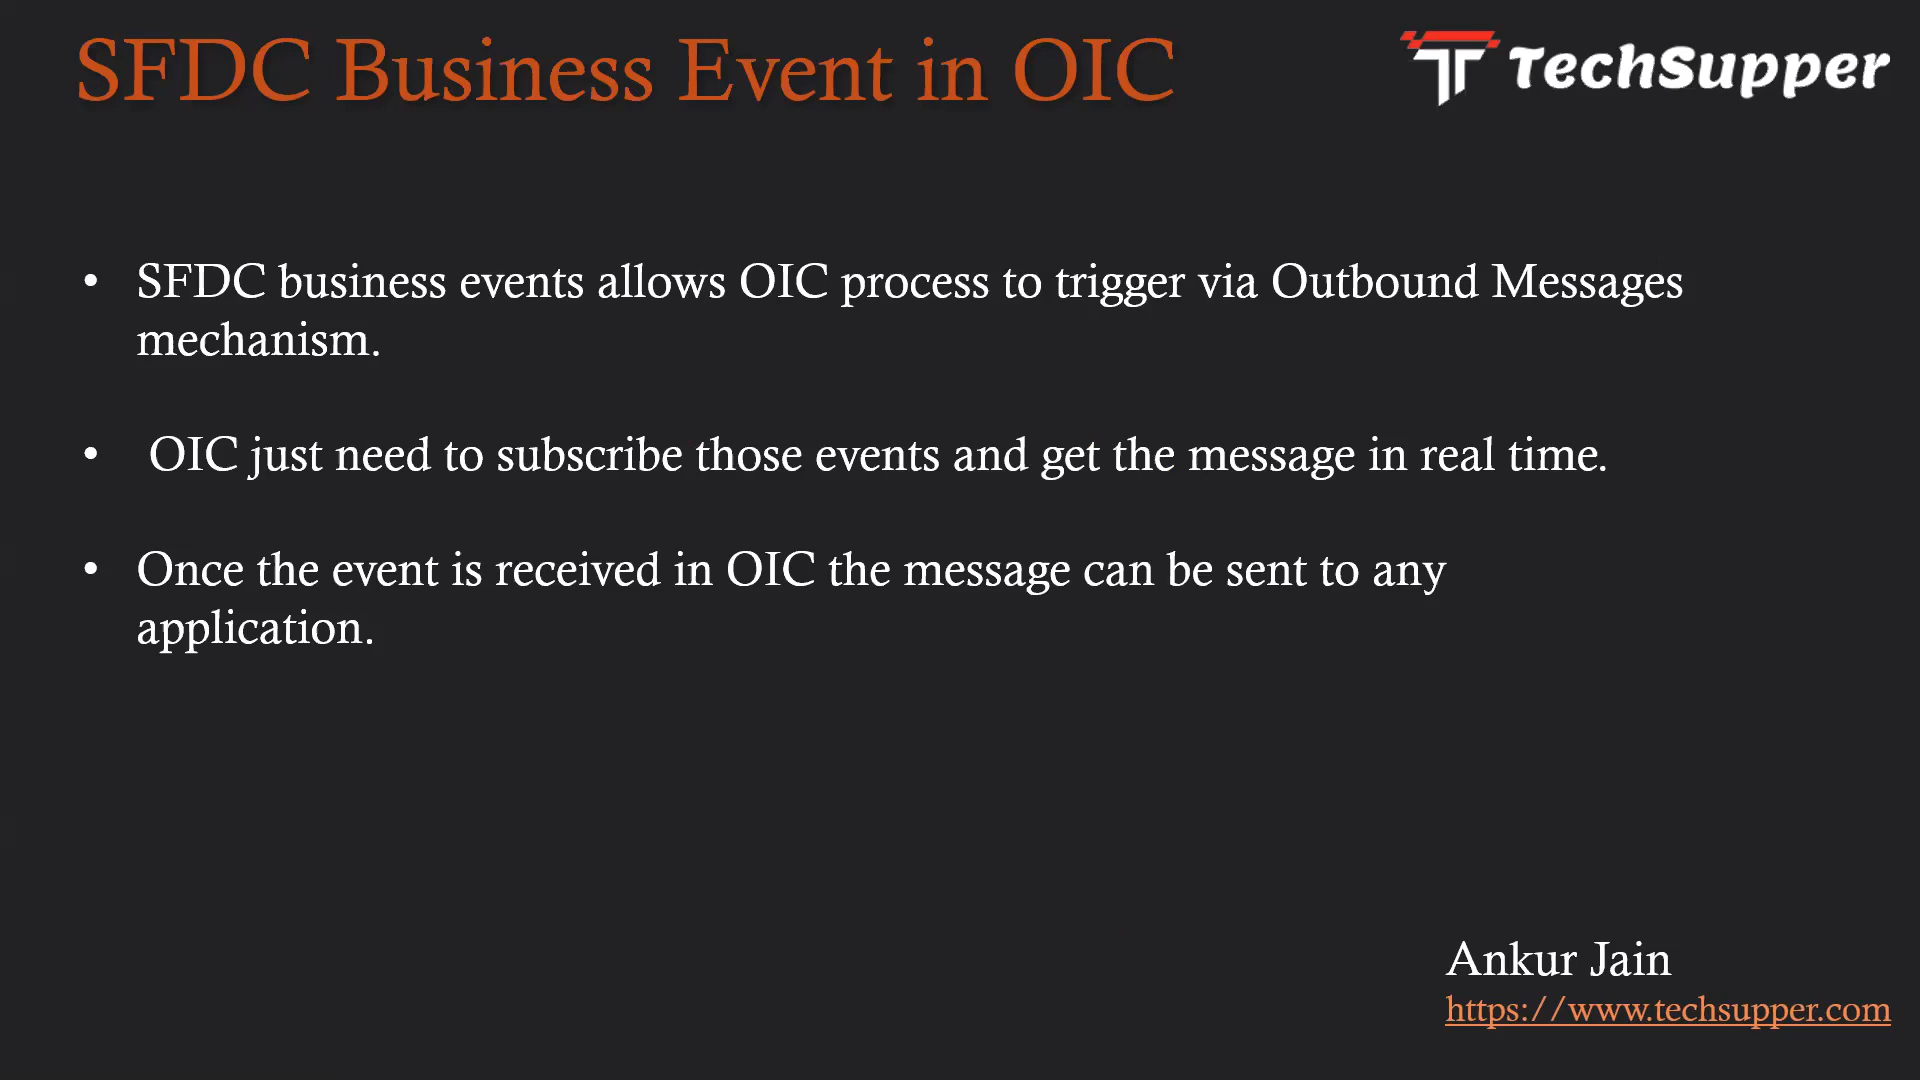 SFDC Business Event in OIC
TechSupper
• SFDC business events allows OIC process to trigger via Outbound Messages
mechanism.
• OIC just need to subscribe those events and get the message in real time.
• Once the event is received in OIC the message can be sent to any
application.
Ankur Jain
https://www.techsupper.com